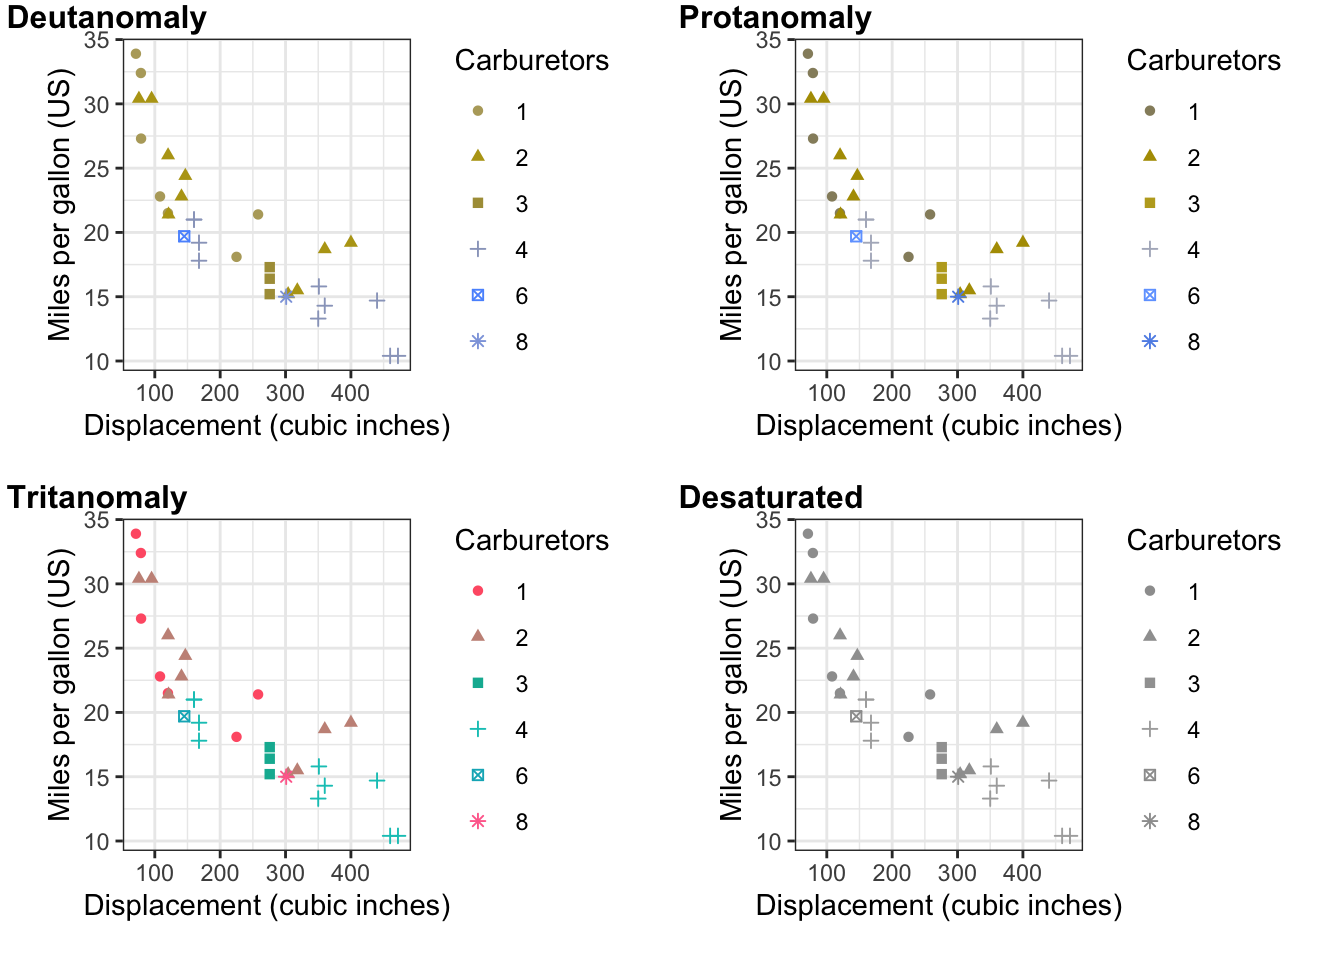 Deutanomaly
35
30
25
20
15
10
Miles per gallon (US)
100 200 300 400
Displacement (cubic inches)
Carburetors
1
2
3
4
6
8
Protanomaly
35
30
25
20
15
10
Miles per gallon (US)
100 200 300 400
Displacement (cubic inches)
Carburetors
1
2
3
4
6
8
Tritanomaly
35
30
25
20
15
10
Miles per gallon (US)
100 200 300 400
Displacement (cubic inches)
Carburetors
1
2
3
4
6
8
Desaturated
35
30
25
20
15
10
Miles per gallon (US)
100 200 300 400
Displacement (cubic inches)
Carburetors
1
2
3
4
6
8